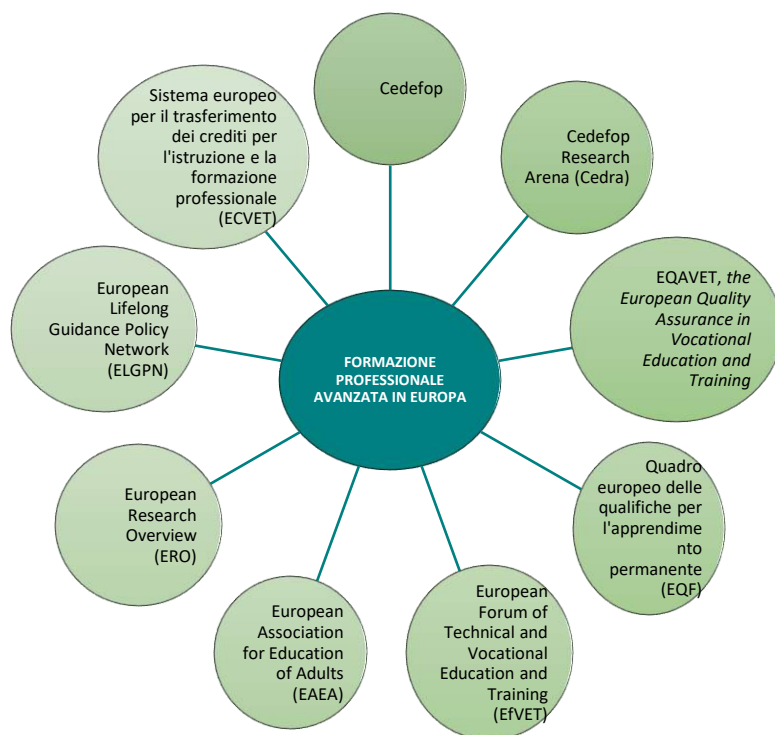 Cedefop
Cedefop
Research
Arena (Cedra)
EQAVET, the
European Quality
Assurance in
Vocational
Education and
Training
Quadro
europeo delle
qualifiche per
l'apprendime
nto
permanente
(EQF)
European
Forum of
Technical and
Vocational
Education and
Training
(EfVET)
European
Association
for Education
of Adults
(EAEA)
European
Research
Overview
(ERO)
European
Lifelong
Guidance Policy
Network
(ELGPN)
Sistema europeo
per il trasferimento
dei crediti per
l'istruzione e la
formazione
professionale
(ECVET)
FORMAZIONE
PROFESSIONALE
AVANZATA IN EUROPA